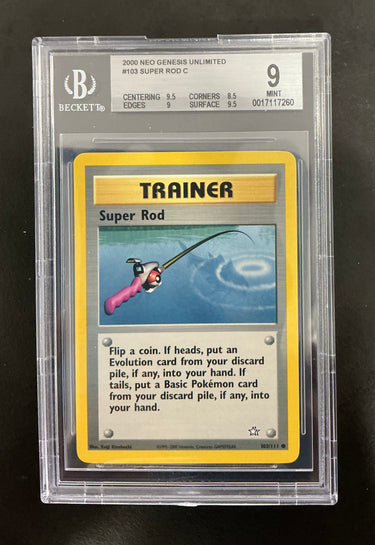 2000 NEO GENESIS UNLIMITED
#103 SUPER ROD C
B
BECKETT
CENTERING 9.5 CORNERS 8.5
EDGES 9 SURFACE 9.5
9
MINT
0017117260
TRAINER
Super Rod
Flip a coin. If heads, put an
Evolution card from your discard
pile, if any, into your hand. If
tails, put a Basic Pokémon card
from your discard pile, if any, into
your hand.
103/111